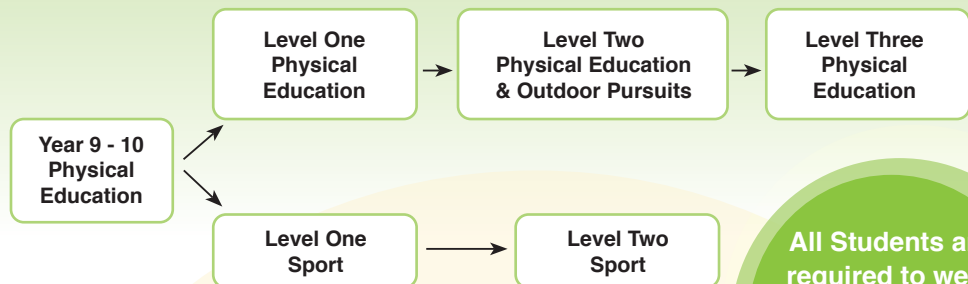 Level One
Physical
Education
Level Two
Physical Education
& Outdoor Pursuits
Level Three
Physical
Education
Year 9 - 10
Physical
Education
Level One
Sport
Level Two
Sport
All Students a
required to we